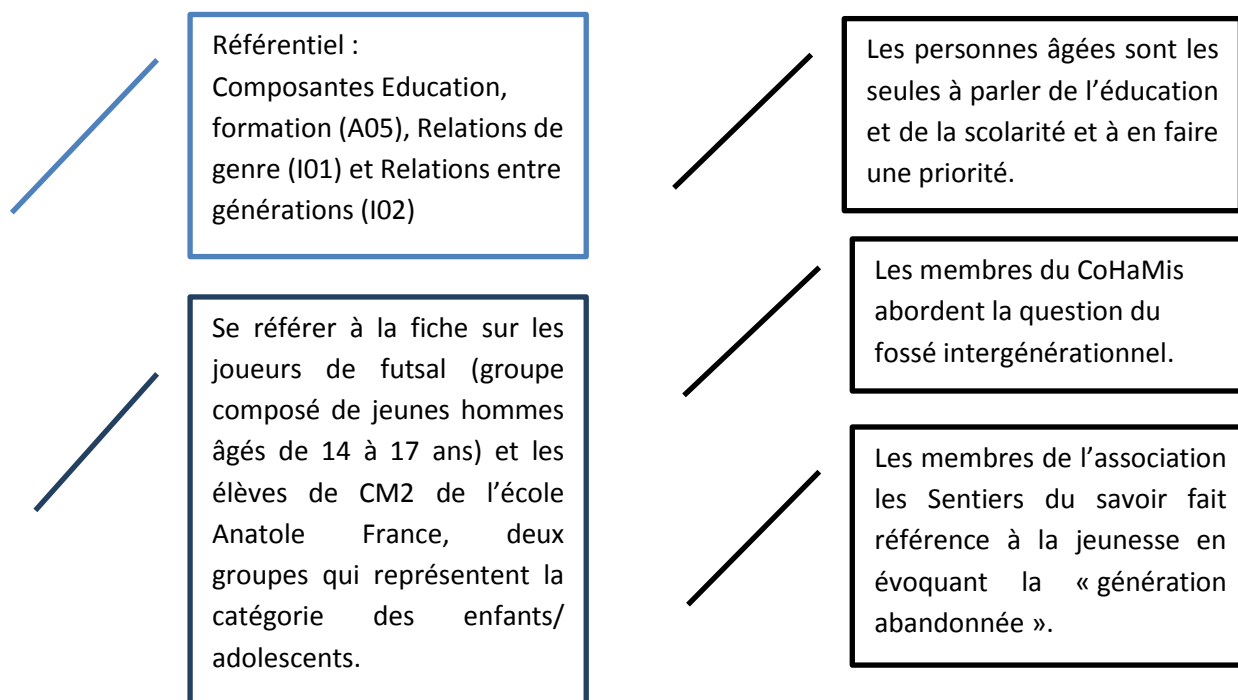 Référentiel :
Composantes Education,
formation (A05), Relations de
genre (I01) et Relations entre
générations (I02)
Se référer à la fiche sur les
joueurs de futsal (groupe
composé de jeunes hommes
âgés de 14 à 17 ans) et les
élèves de CM2 de l’école
Anatole France, deux
groupes qui représentent la
catégorie des enfants/
adolescents.
Les personnes âgées sont les
seules à parler de l’éducation
et de la scolarité et à en faire
une priorité.
Les membres du CoHaMis
abordent la question du
fossé intergénérationnel.
Les membres de l’association
les Sentiers du savoir fait
référence à la jeunesse en
évoquant la « génération
abandonnée ».